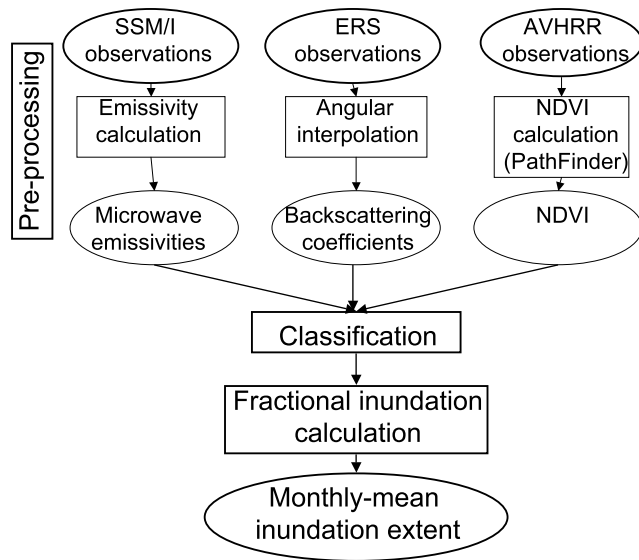 SSM/I
observations
ERS
observations
AVHRR
observations
Pre-processing
Emissivity
calculation
Angular
interpolation
NDVI
calculation
(PathFinder)
Microwave
emissivities
Backscattering
coefficients
NDVI
Classification
Fractional inundation
calculation
Monthly-mean
inundation extent